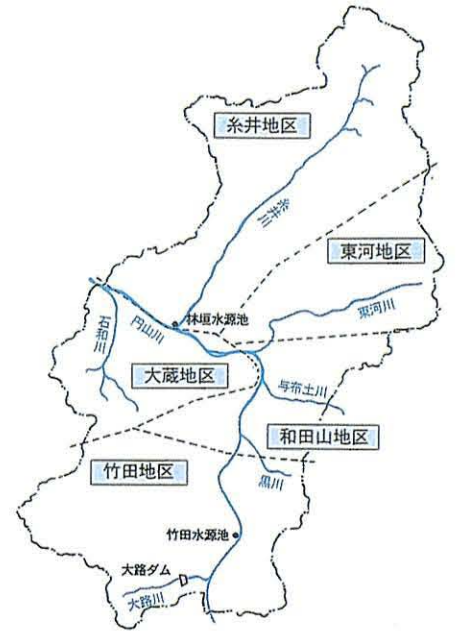 糸井地区
糸井川
東河地区
東河川
林垣水源池
円山川
石和川
大蔵地区
与布土川
和田山地区
竹田地区
黒川
竹田水源池
大路ダム
大路川